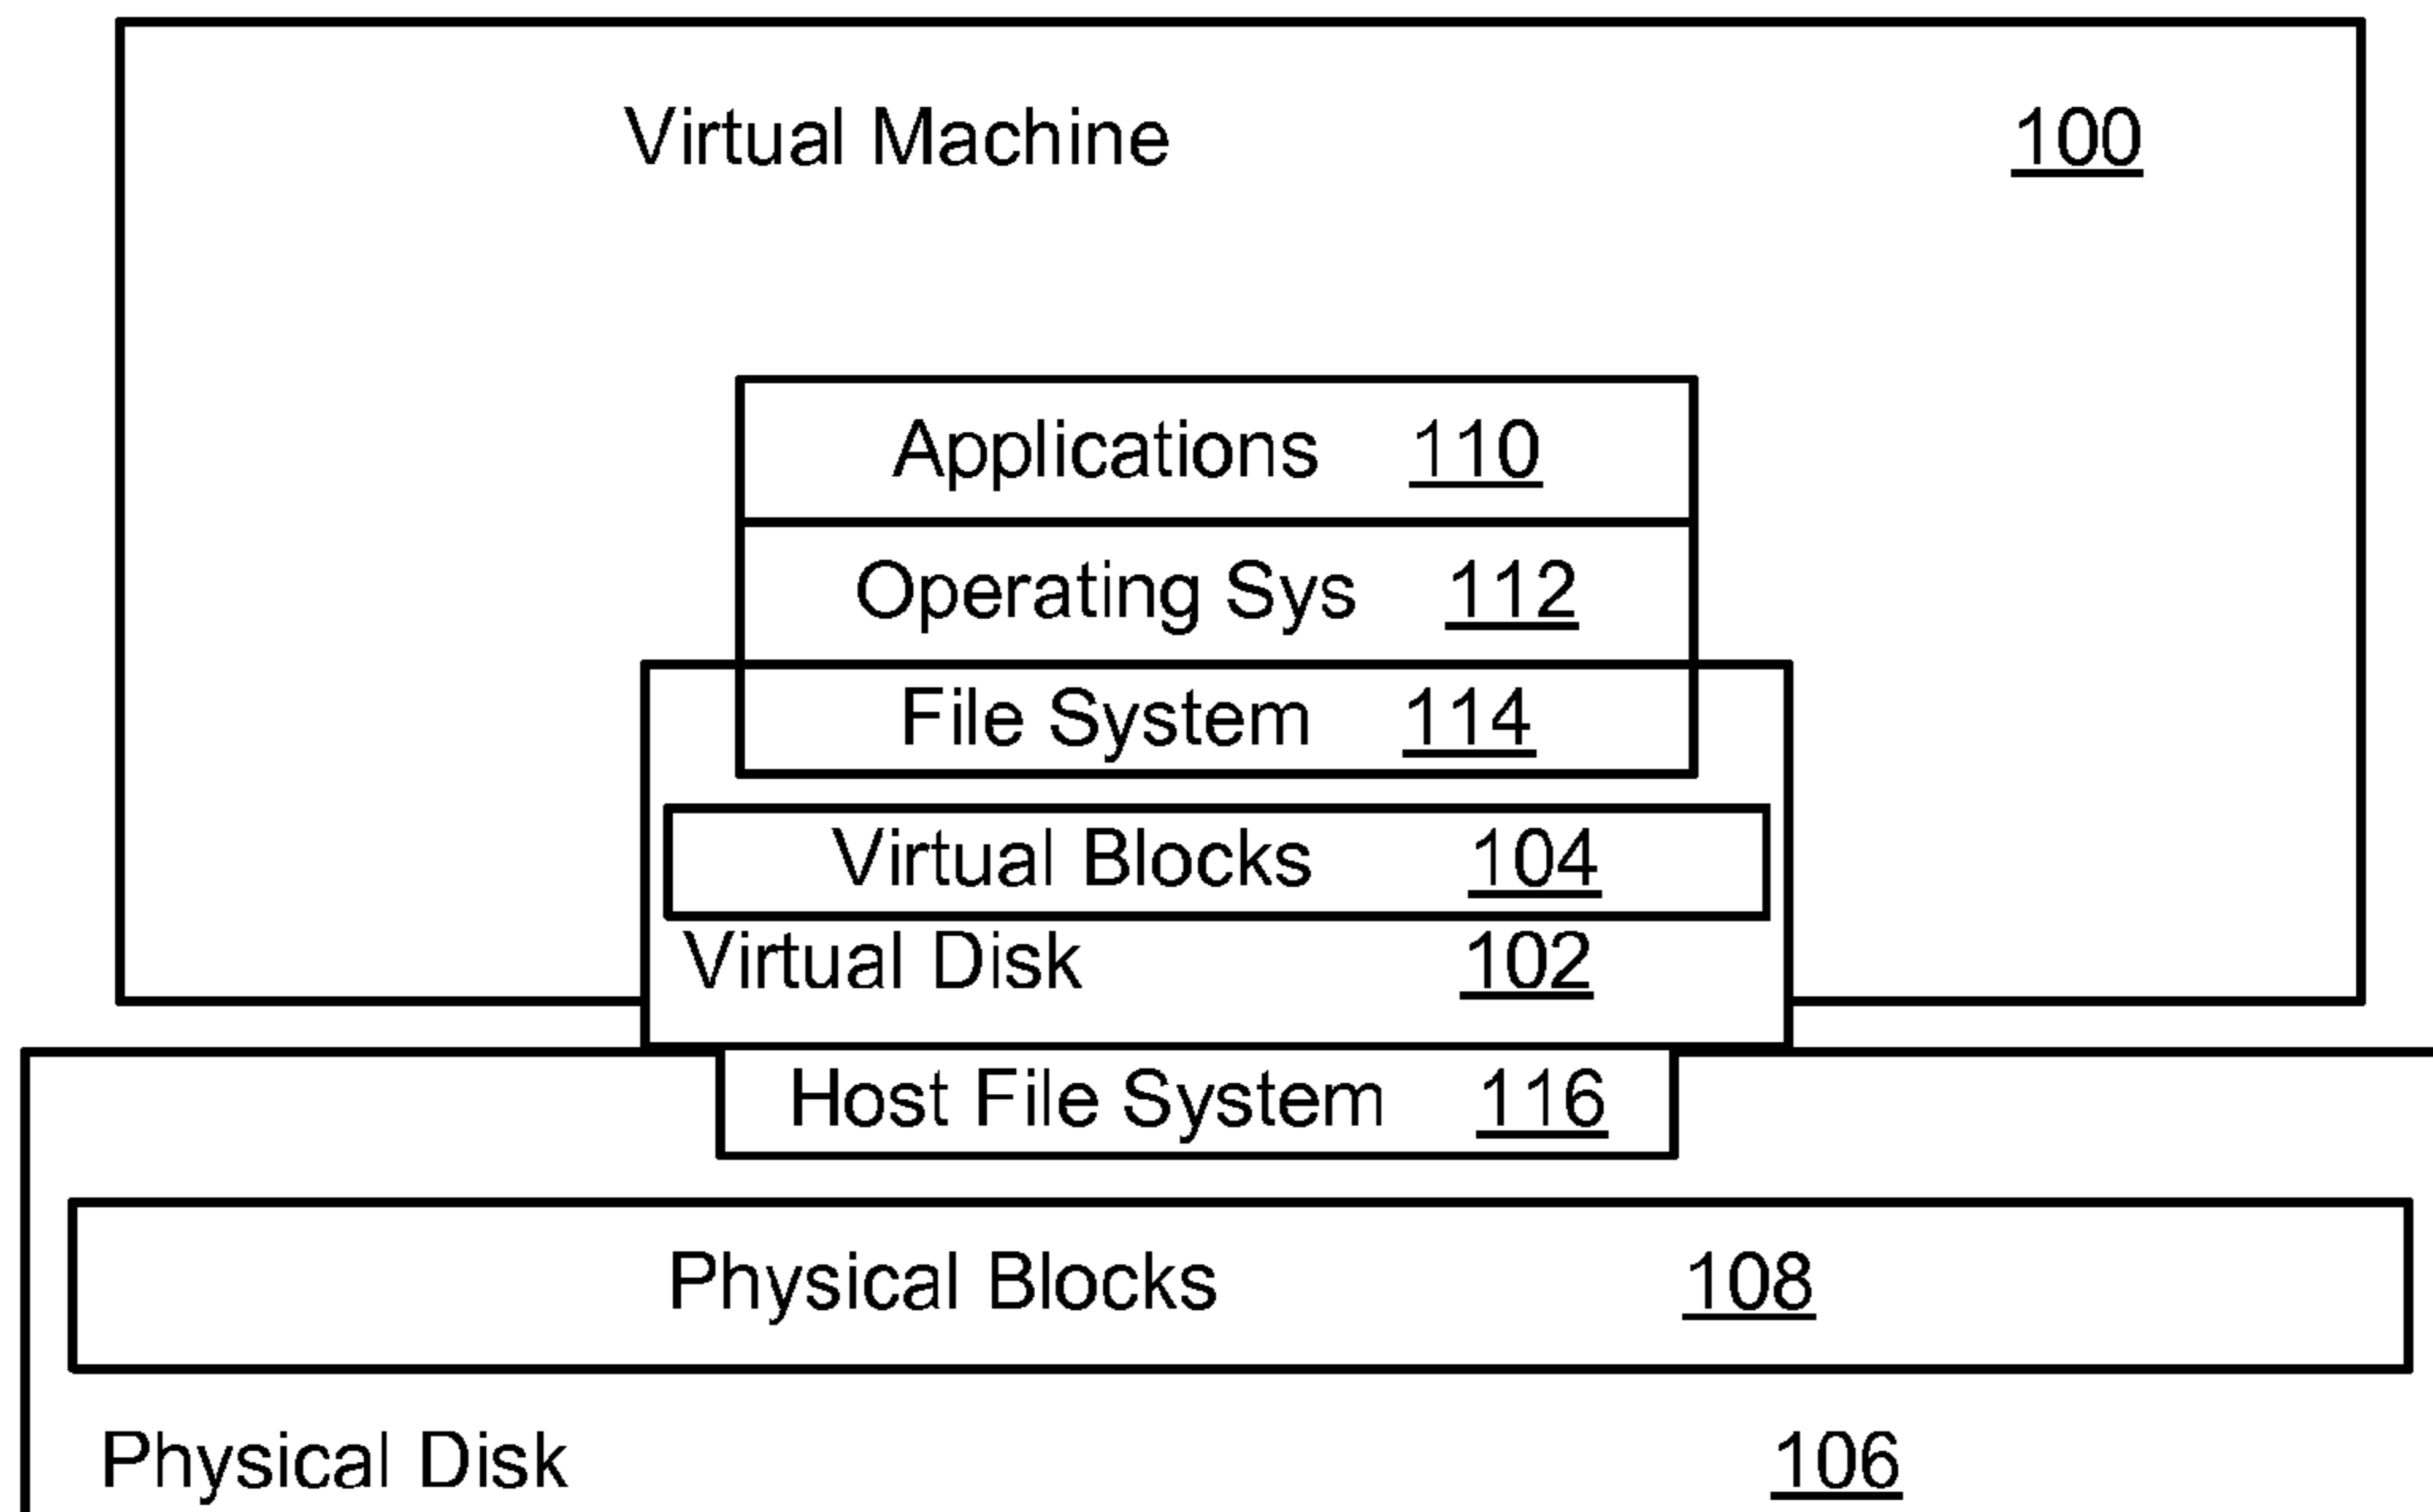 Virtual Machine 100
Applications 110
Operating Sys 112
File System 114
Virtual Blocks 104
Virtual Disk 102
Host File System 116
Physical Blocks 108
Physical Disk 106